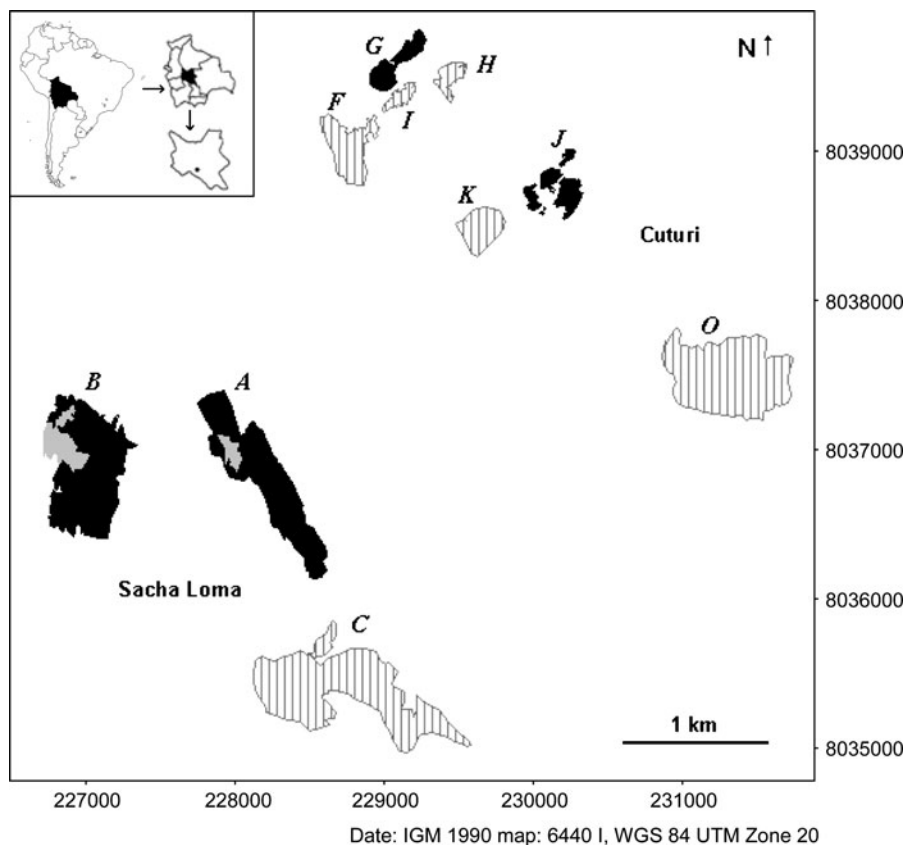 N ↑
G
H
F
I
J
8039000
K
Cuturi
8038000
O
B
A
8037000
Sacha Loma
8036000
C
1 km
8035000
227000 228000 229000 230000 231000
Date: IGM 1990 map: 6440 I, WGS 84 UTM Zone 20